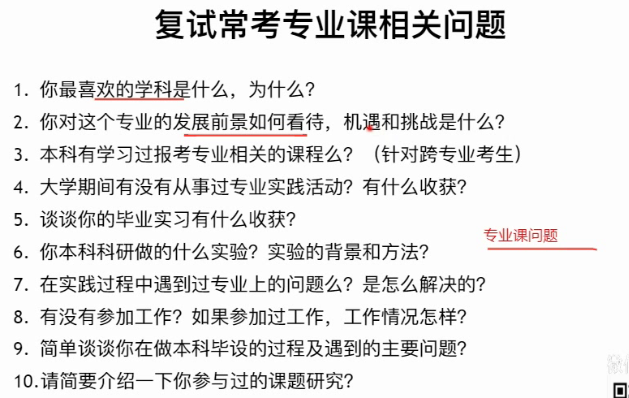 复试常考专业课相关问题
1. 你最喜欢的学科是什么，为什么？
2. 你对这个专业的发展前景如何看待，机遇和挑战是什么？
3. 本科有学习过报考专业相关的课程么？（针对跨专业考生）
4. 大学期间有没有从事过专业实践活动？有什么收获？
5. 谈谈你的毕业实习有什么收获？
专业课问题
6. 你本科科研做的什么实验？实验的背景和方法？
7. 在实践过程中遇到过专业上的问题么？是怎么解决的？
8. 有没有参加工作？如果参加过工作，工作情况怎样？
9. 简单谈谈你在做本科毕设的过程及遇到的主要问题？
10.请简要介绍一下你参与过的课题研究？